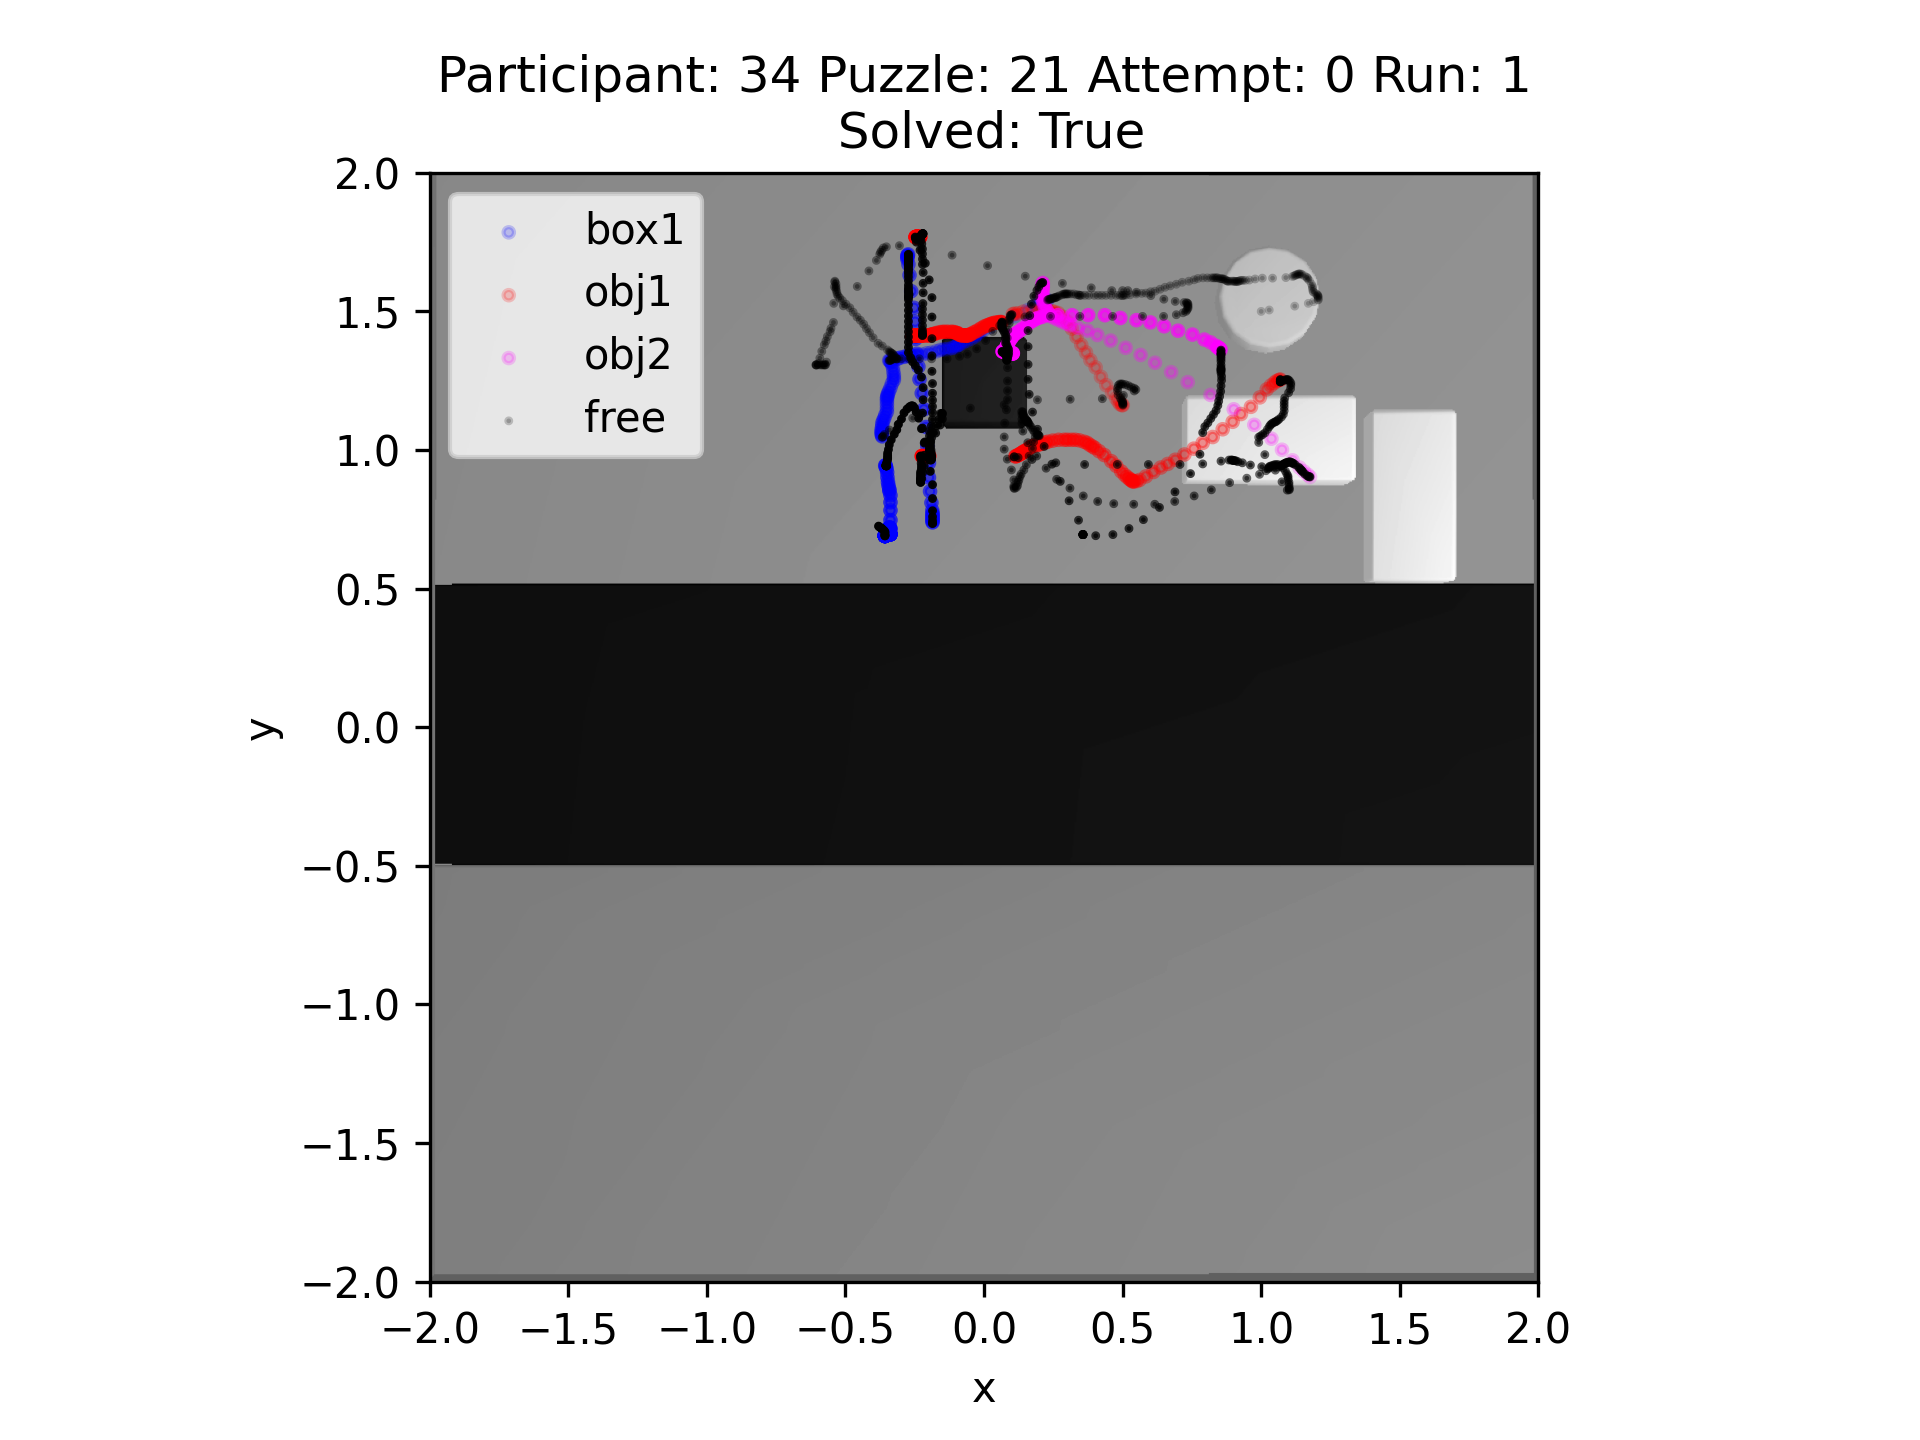 Participant: 34 Puzzle: 21 Attempt: 0 Run: 1
Solved: True
box1
obj1
obj2
free
2.0
1.5
1.0
0.5
0.0
−0.5
−1.0
−1.5
−2.0
y
−2.0 −1.5 −1.0 −0.5 0.0 0.5 1.0 1.5 2.0
x